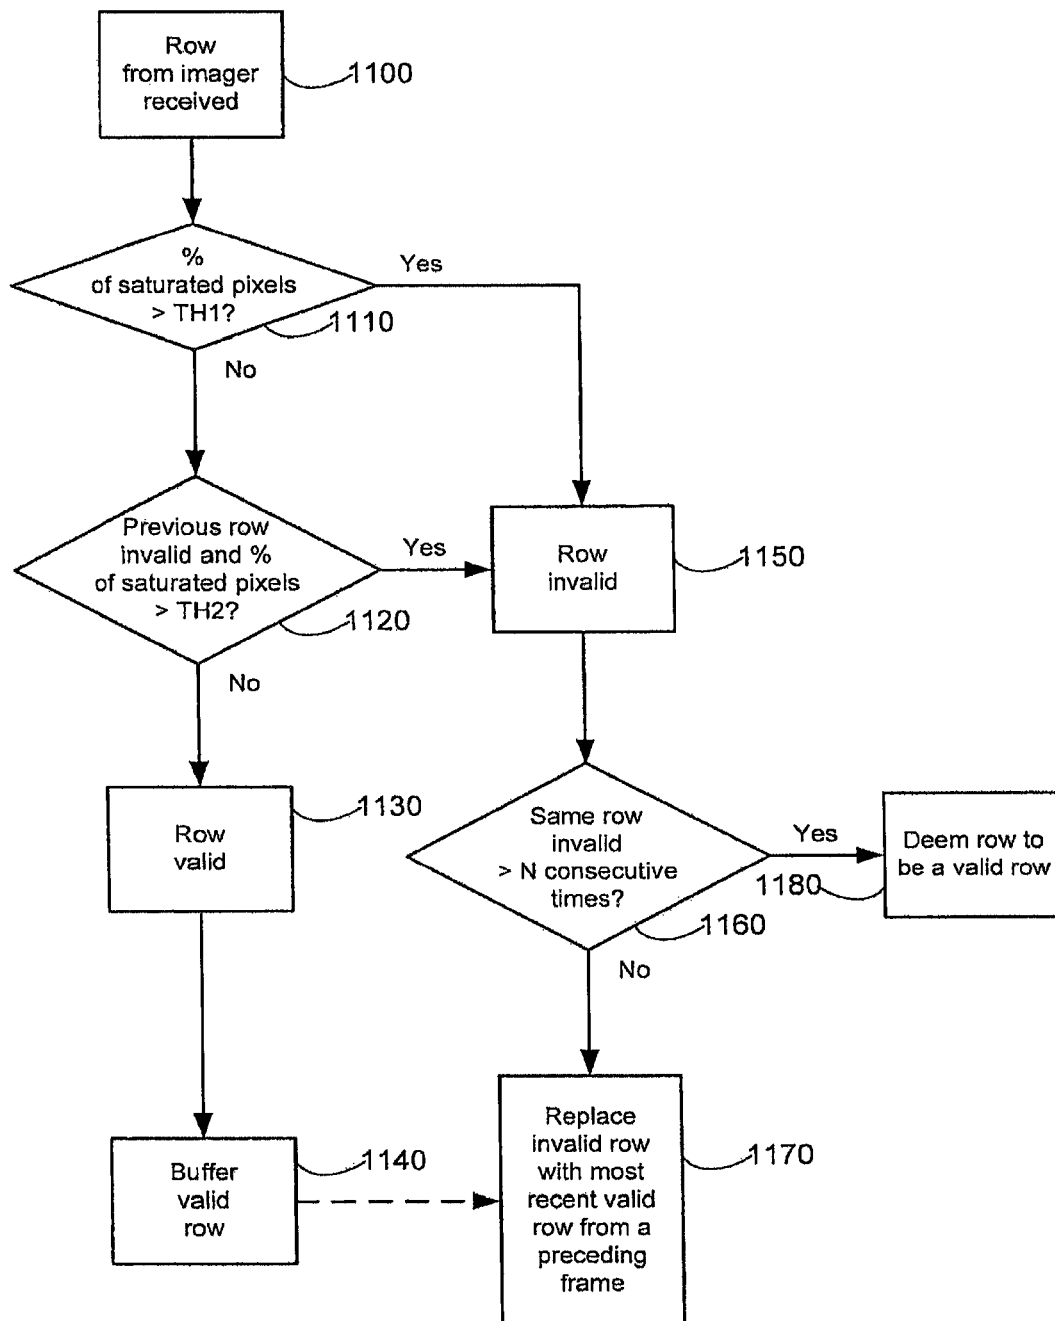 Row
from imager
received
1100
%
of saturated pixels
> TH1?
Yes
1110
No
Previous row
invalid and %
of saturated pixels
> TH2?
Yes
1120
No
Row
invalid
1150
Row
valid
1130
Same row
invalid
> N consecutive
times?
Yes
1160
No
Deem row to
be a valid row
1180
Buffer
valid
row
1140
Replace
invalid row
with most
recent valid
row from a
preceding
frame
1170